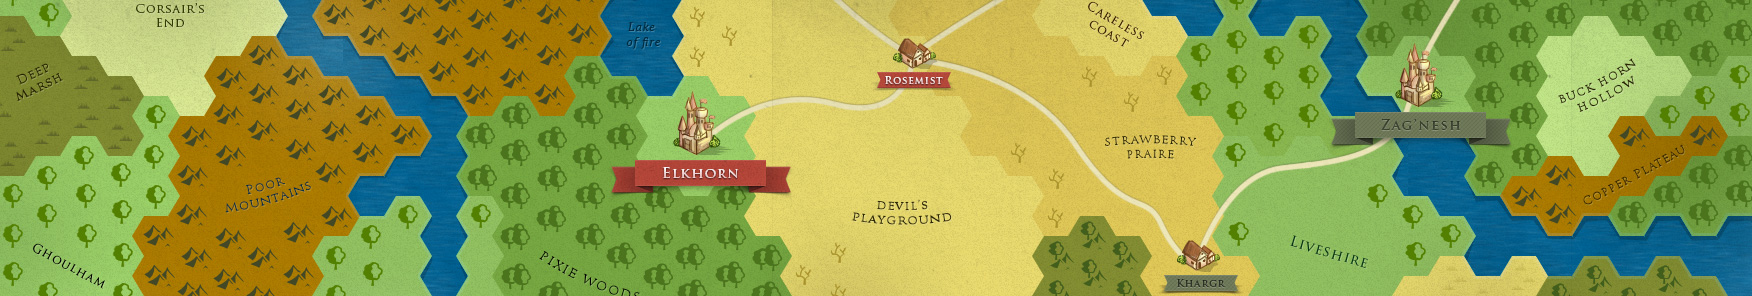 CORSAIR'S
END
DEEP
MARSH
POOR
MOUNTAINS
GHOULHAM
Lake
of fire
ELKHORN
PIXIE WOODS
ROSEMIST
DEVIL'S
PLAYGROUND
CARELESS
COAST
STRAWBERRY
PRAIRE
KHARGR
LIVESHIRE
ZAG'NESH
BUCK HORN
HOLLOW
COPPER PLATEAU